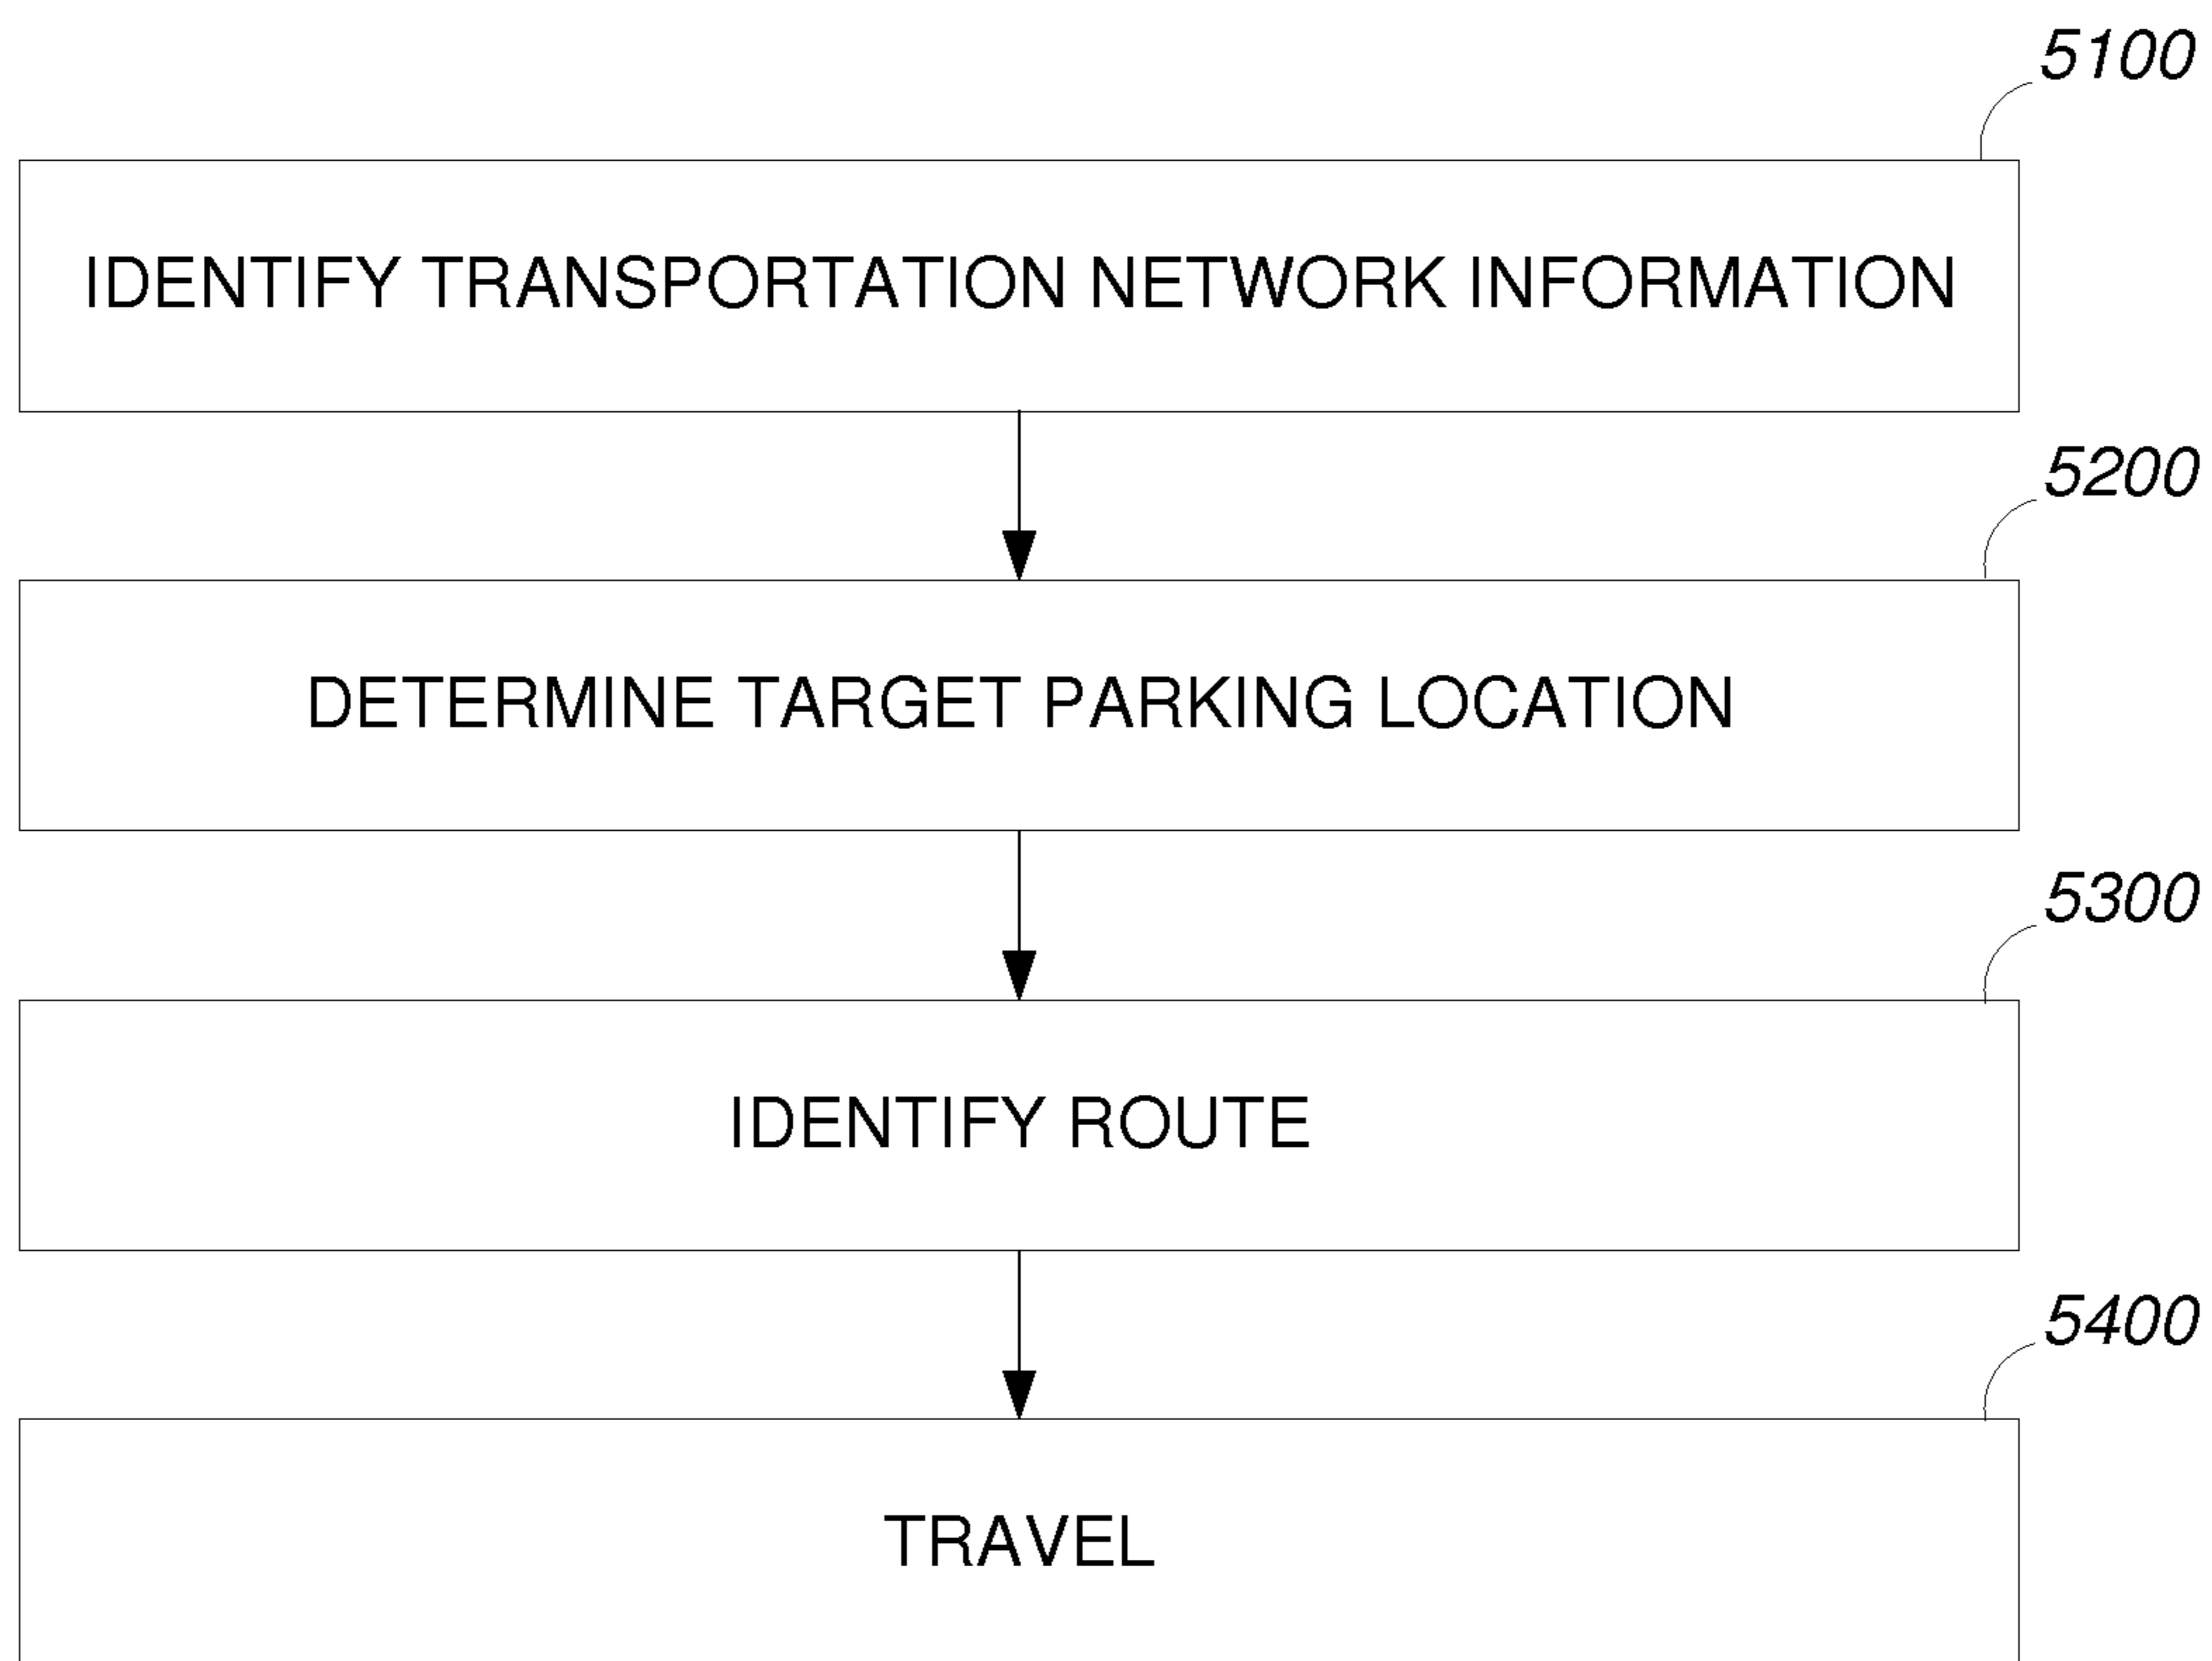 5100
IDENTIFY TRANSPORTATION NETWORK INFORMATION
5200
DETERMINE TARGET PARKING LOCATION
5300
IDENTIFY ROUTE
5400
TRAVEL